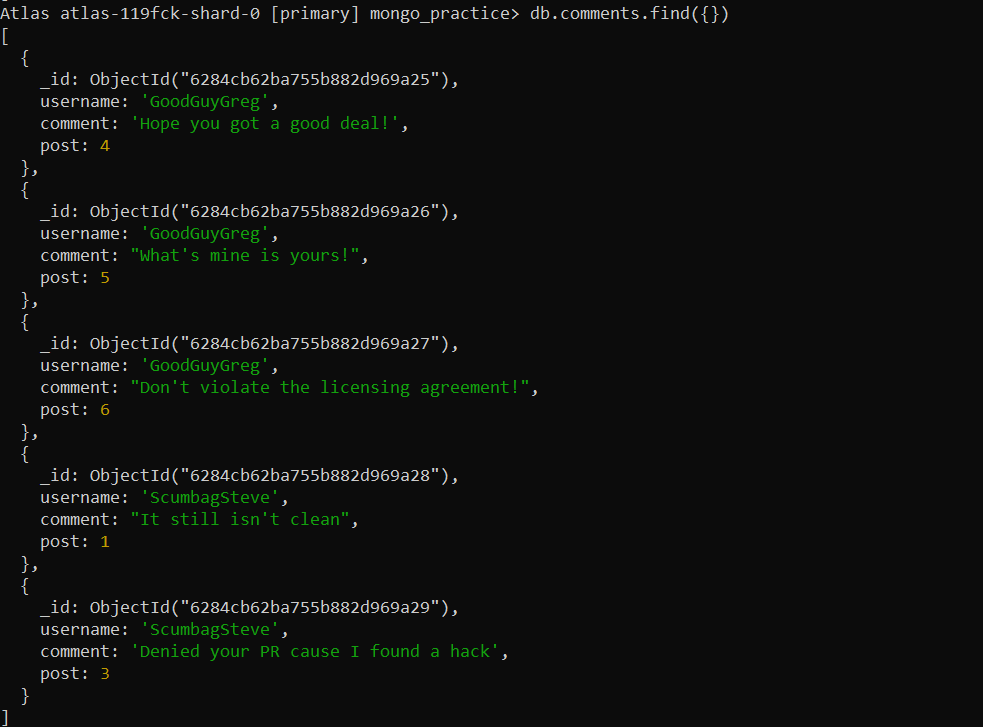 Atlas atlas-119fck-shard-0 [primary] mongo_practice> db.comments.find({})
[
  {
    _id: ObjectId("6284cb62ba755b882d969a25"),
    username: 'GoodGuyGreg',
    comment: 'Hope you got a good deal!',
    post: 4
  },
  {
    _id: ObjectId("6284cb62ba755b882d969a26"),
    username: 'GoodGuyGreg',
    comment: "What's mine is yours!",
    post: 5
  },
  {
    _id: ObjectId("6284cb62ba755b882d969a27"),
    username: 'GoodGuyGreg',
    comment: "Don't violate the licensing agreement!",
    post: 6
  },
  {
    _id: ObjectId("6284cb62ba755b882d969a28"),
    username: 'ScumbagSteve',
    comment: "It still isn't clean",
    post: 1
  },
  {
    _id: ObjectId("6284cb62ba755b882d969a29"),
    username: 'ScumbagSteve',
    comment: 'Denied your PR cause I found a hack',
    post: 3
  }
]